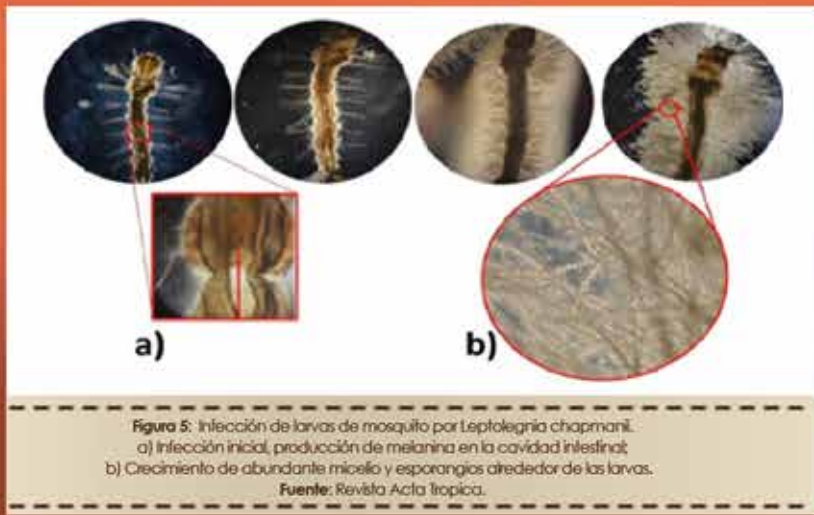 a)
b)
Figura 5: Infección de larvas de mosquito por Leptolegnia chapmanii.
a) Infección inicial, producción de melanina en la cavidad intestinal;
b) Crecimiento de abundante micelio y esporangios alrededor de las larvas.
Fuente: Revista Acta Tropica.